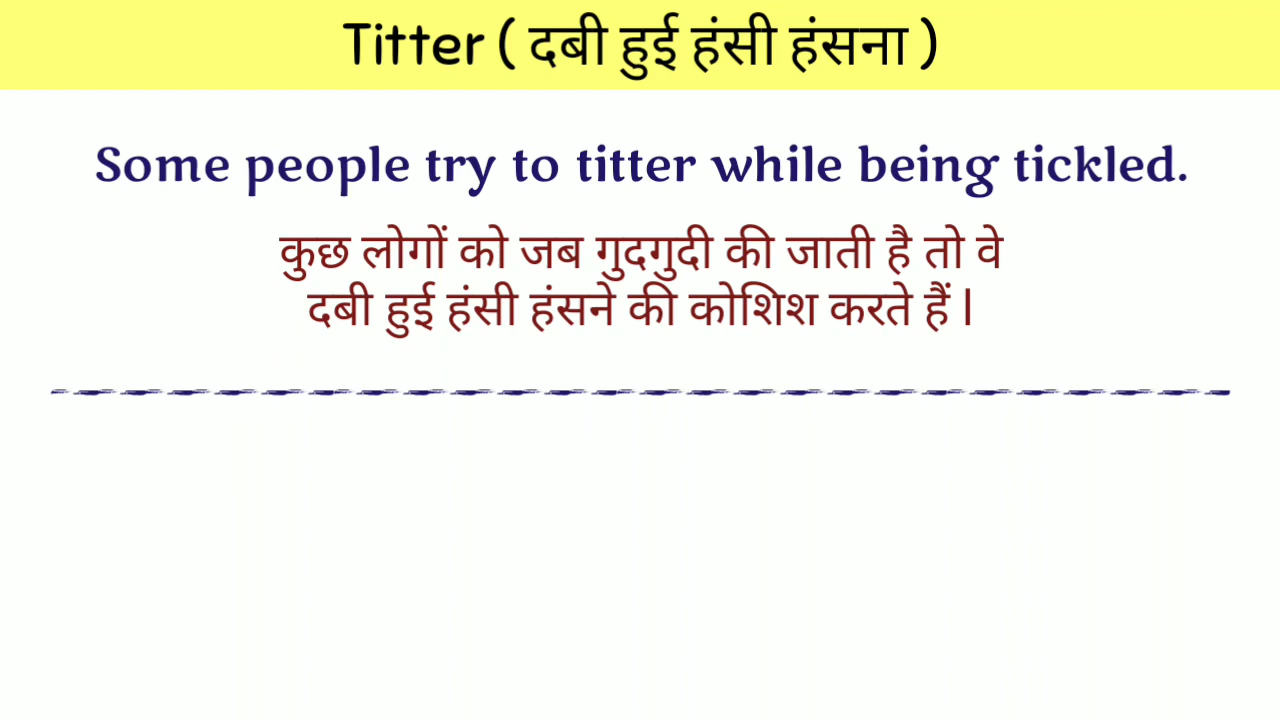 Titter ( दबी हुई हंसी हंसना )
Some people try to titter while being tickled.
कुछ लोगों को जब गुदगुदी की जाती है तो वे
दबी हुई हंसी हंसने की कोशिश करते हैं l